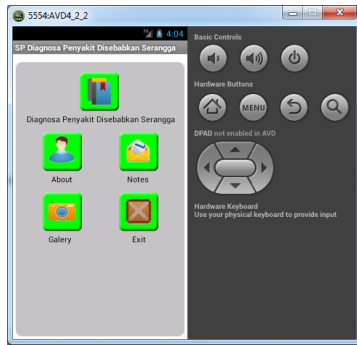 5554:AVD4_2_2
4:04
SP Diagnosa Penyakit Disebabkan Serangga
Diagnosa Penyakit Disebabkan Serangga
About
Notes
Galery
Exit
Basic Controls
Hardware Buttons
MENU
DPAD not enabled in AVD
Hardware Keyboard
Use your physical keyboard to provide input